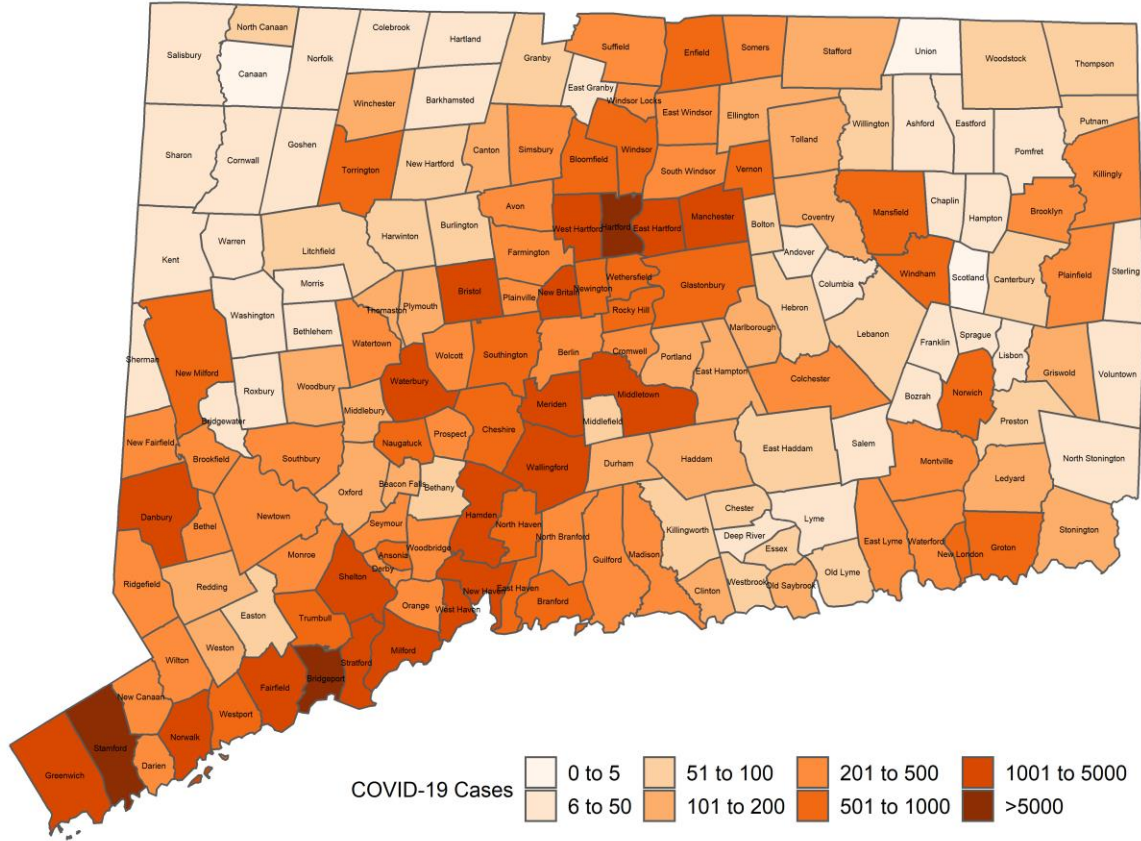 North Canaan
Colebrook
Hartland
Salisbury
Norfolk
Canaan
Granby
Suffield
Enfield
Somers
Stafford
Union
Woodstock
Thompson
East Granby
Windsor Locks
Winchester
Barkhamsted
East Windsor
Ellington
Willington
Ashford
Eastford
Putnam
Sharon
Cornwall
Goshen
Torrington
New Hartford
Canton
Simsbury
Bloomfield
Windsor
South Windsor
Vernon
Tolland
Pomfret
Killingly
Avon
Mansfield
Chaplin
Hampton
Brooklyn
Kent
Warren
Litchfield
Harwinton
Burlington
Farmington
West Hartford
Hartford
East Hartford
Manchester
Bolton
Coventry
Andover
Columbia
Windham
Scotland
Canterbury
Plainfield
Sterling
Morris
Washington
Bethlehem
Thomaston
Plymouth
Bristol
Plainville
New Britain
Newington
Wethersfield
Glastonbury
Rocky Hill
Hebron
Marlborough
Lebanon
Franklin
Sprague
Lisbon
Griswold
Voluntown
Sherman
New Milford
Roxbury
Woodbury
Watertown
Wolcott
Southington
Berlin
Cromwell
Portland
East Hampton
Colchester
Bozrah
Norwich
Preston
Bridgewater
Middlebury
Waterbury
Cheshire
Meriden
Middletown
Middlefield
New Fairfield
Brookfield
Southbury
Naugatuck
Prospect
Wallingford
Durham
Haddam
East Haddam
Salem
Montville
North Stonington
Ledyard
Danbury
Bethel
Newtown
Oxford
Beacon Falls
Bethany
Hamden
North Haven
Seymour
Woodbridge
North Branford
Guilford
Madison
Killingworth
Chester
Deep River
Essex
Lyme
East Lyme
Waterford
New London
Groton
Stonington
Ridgefield
Redding
Monroe
Ansonia
Derby
Shelton
Orange
New Haven
West Haven
East Haven
Branford
Clinton
Westbrook
Old Saybrook
Old Lyme
Easton
Trumbull
Wilton
Weston
Milford
Stratford
Bridgeport
Fairfield
New Canaan
Westport
Norwalk
Greenwich
Stamford
Darien
COVID-19 Cases
0 to 5
51 to 100
201 to 500
1001 to 5000
6 to 50
101 to 200
501 to 1000
>5000